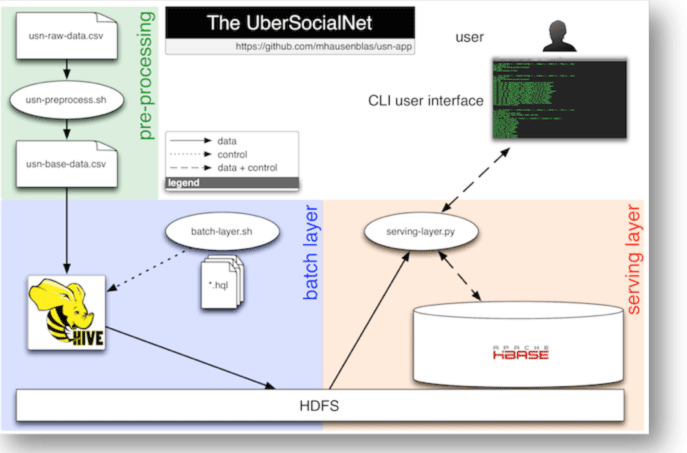 The UberSocialNet
https://github.com/mhausenblas/usn-app
usn-raw-data.csv
usn-preprocess.sh
usn-base-data.csv
pre-processing
user
CLI user interface
data
control
data + control
legend
batch-layer.sh
*.hql
batch layer
HIVE
serving-layer.py
serving layer
APACHE
HBASE
HDFS